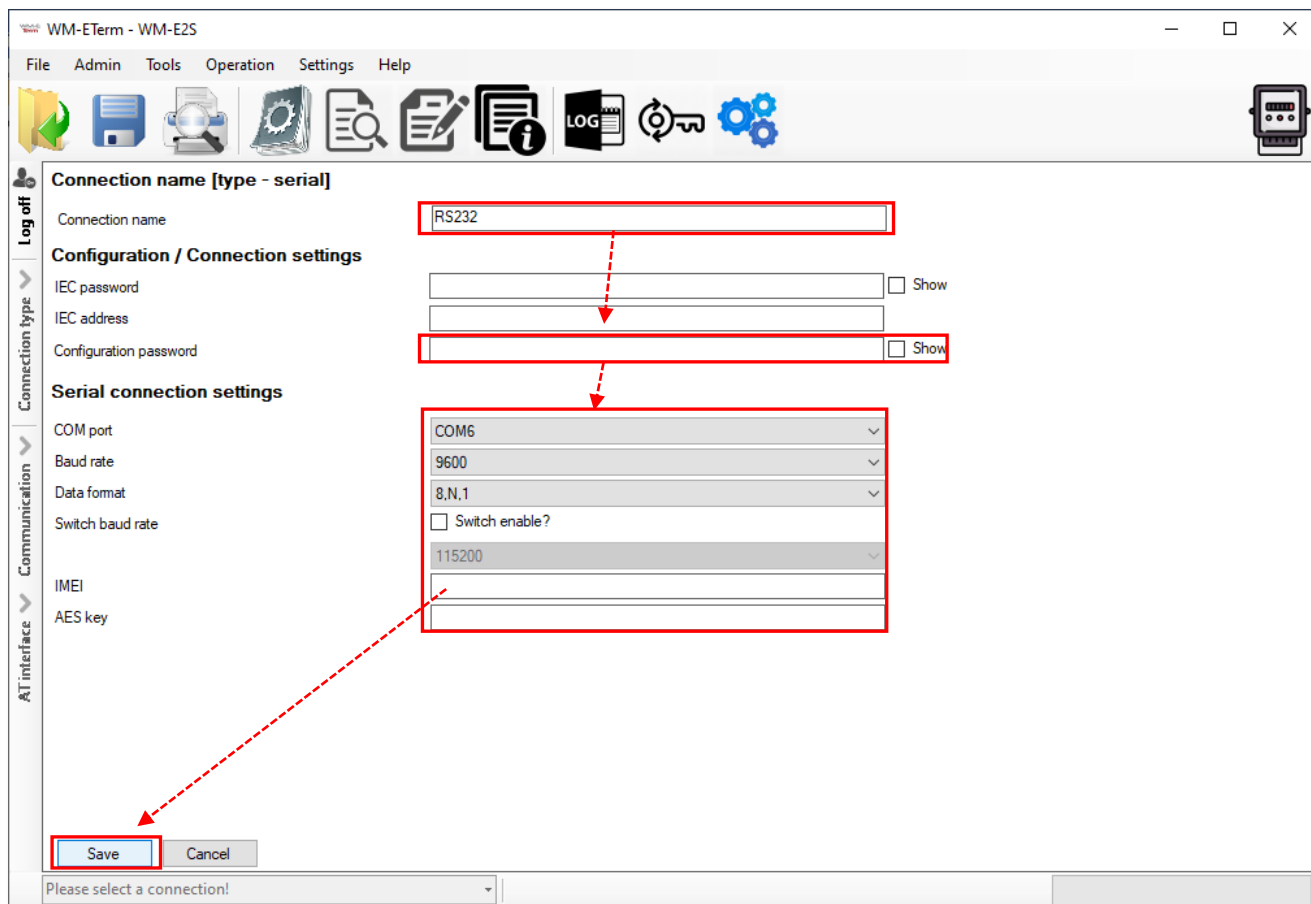 WM-ETerm - WM-E2S
File Admin Tools Operation Settings Help
LOG
Log off
Connection type
Communication
AT interface
Connection name [type - serial]
Connection name RS232
Configuration / Connection settings
IEC password Show
IEC address
Configuration password Show
Serial connection settings
COM port COM6
Baud rate 9600
Data format 8,N,1
Switch baud rate Switch enable?
115200
IMEI
AES key
Save Cancel
Please select a connection!